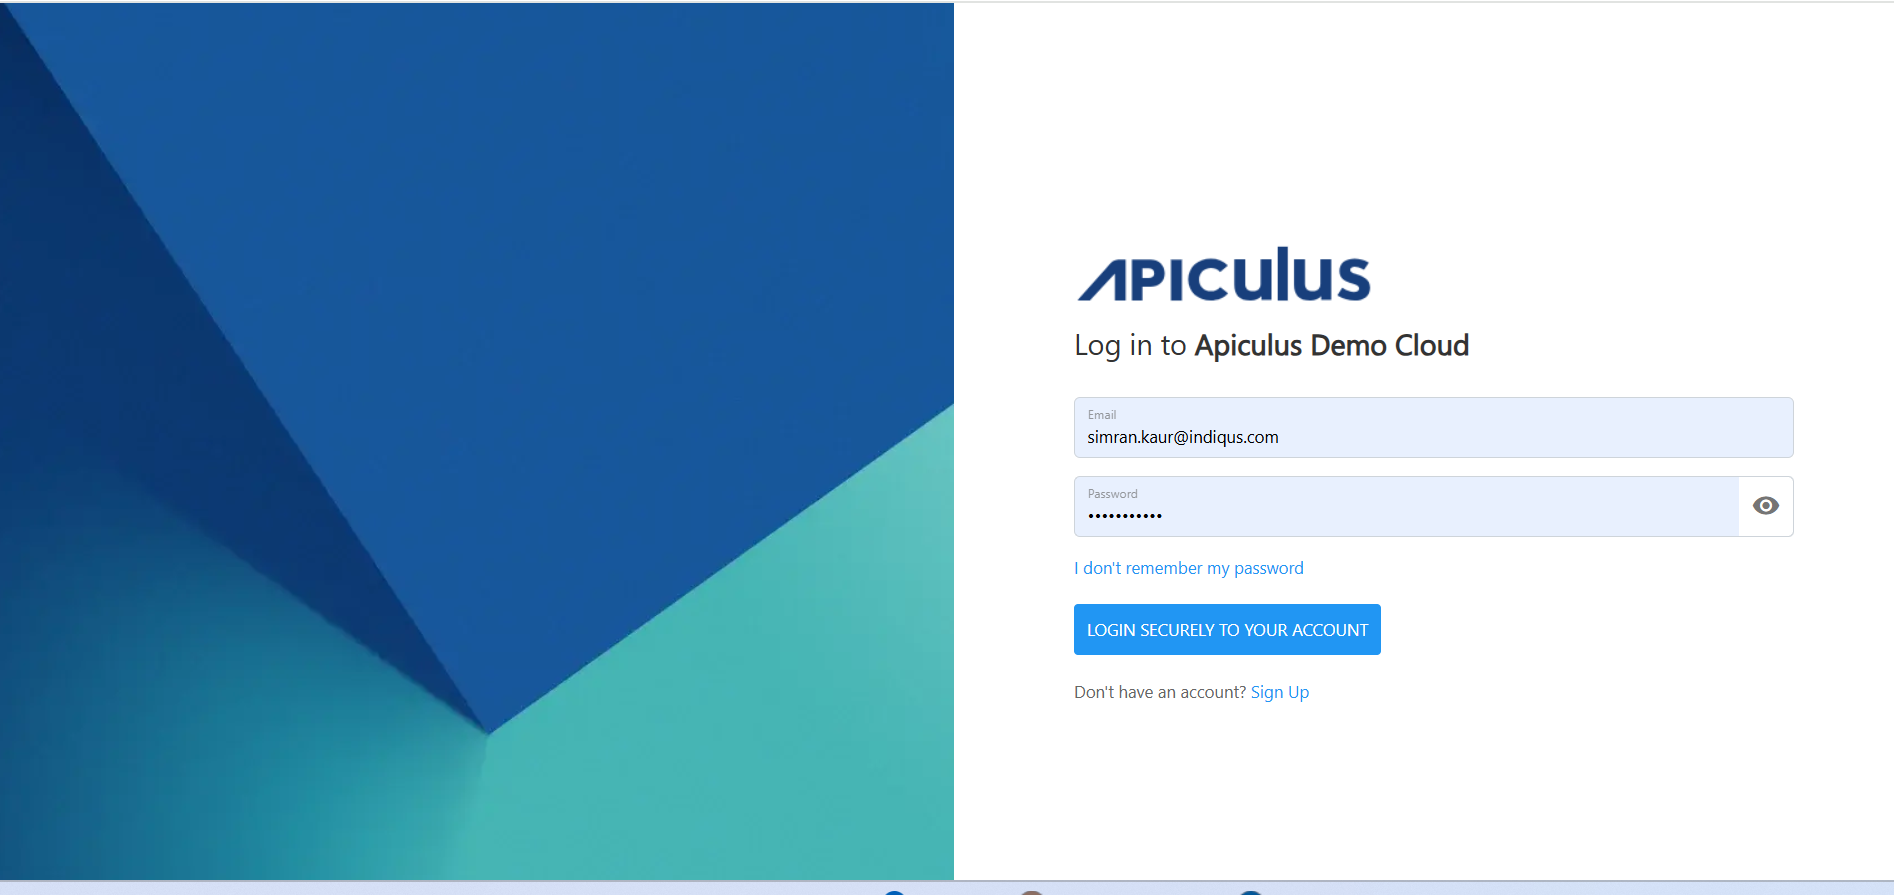 APICULUS
Log in to Apiculus Demo Cloud
Email
simran.kaur@indiqus.com
Password
•••••••••••
I don't remember my password
LOGIN SECURELY TO YOUR ACCOUNT
Don't have an account? Sign Up